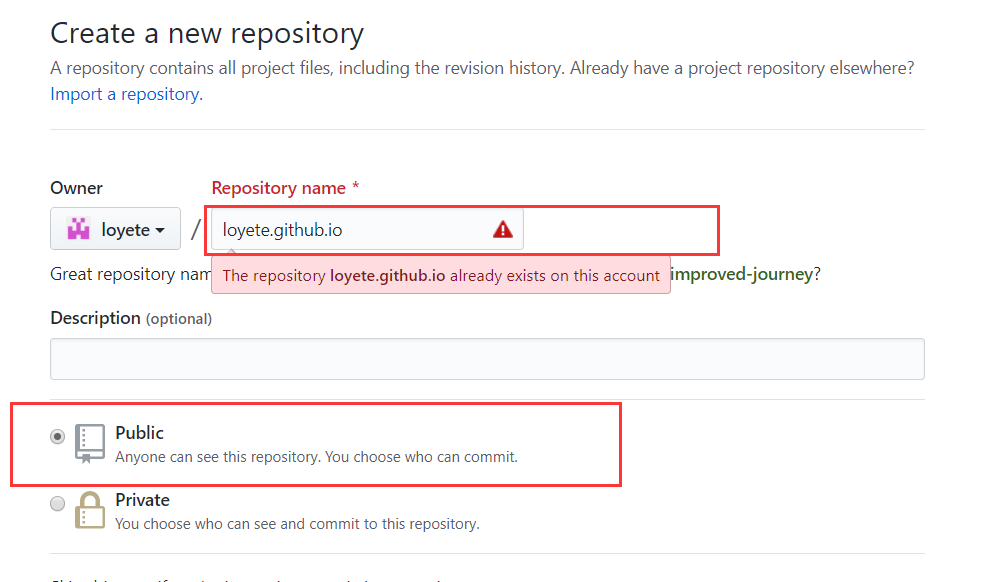 Create a new repository
A repository contains all project files, including the revision history. Already have a project repository elsewhere?
Import a repository.
Owner
Repository name *
loyete
/
loyete.github.io
Great repository nam
The repository loyete.github.io already exists on this account
improved-journey?
Description (optional)
Public
Anyone can see this repository. You choose who can commit.
Private
You choose who can see and commit to this repository.